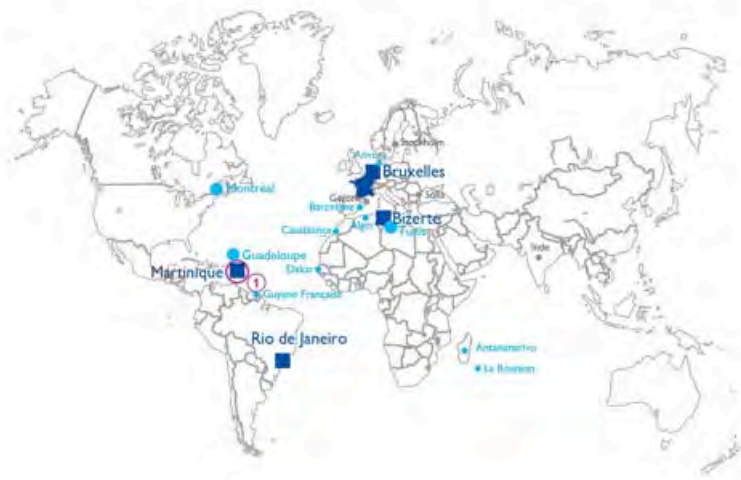 Stockholm
Anvers
Bruxelles
Montréal
Sofia
Barcelone
Bizerte
Alger
Tunis
Casablanca
Guadeloupe
Inde
Martinique
1
Dakar
Guyane Française
Rio de Janeiro
Antananarivo
La Réunion